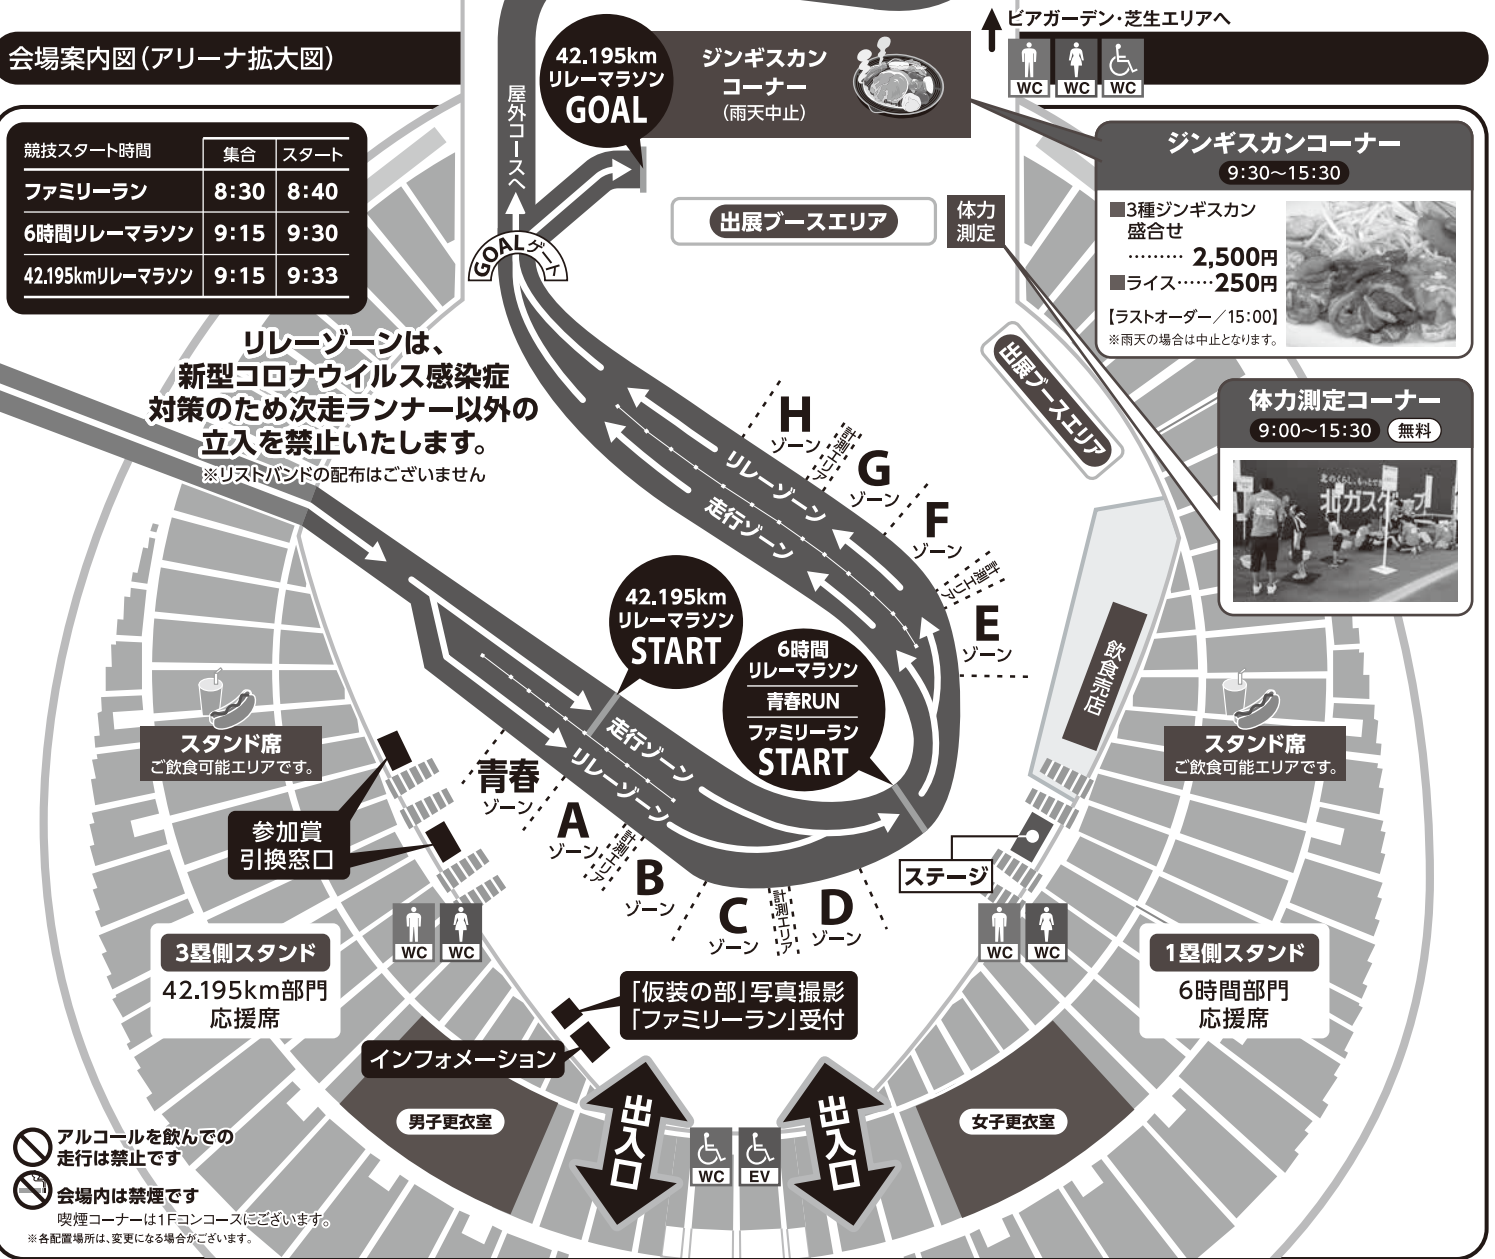 会場案内図(アリーナ拡大図)
ビアガーデン・芝生エリアへ
WC
WC
WC
42.195km
リレーマラソン
GOAL
ジンギスカン
コーナー
(雨天中止)
屋外コースへ
競技スタート時間 集合 スタート
ファミリーラン 8:30 8:40
6時間リレーマラソン 9:15 9:30
42.195kmリレーマラソン 9:15 9:33
GOALゲート
出展ブースエリア
体力
測定
ジンギスカンコーナー
9:30〜15:30
■3種ジンギスカン
盛合せ
……… 2,500円
■ライス……250円
【ラストオーダー/15:00】
※雨天の場合は中止となります。
リレーゾーンは、
新型コロナウイルス感染症
対策のため次走ランナー以外の
立入を禁止いたします。
※リストバンドの配布はございません
出展ブースエリア
体力測定コーナー
9:00〜15:30 無料
北ガスグループ
H
ゾーン
計測エリア
G
ゾーン
F
ゾーン
計測エリア
E
ゾーン
リレーゾーン
走行ゾーン
42.195km
リレーマラソン
START
6時間
リレーマラソン
青春RUN
ファミリーラン
START
飲食売店
スタンド席
ご飲食可能エリアです。
スタンド席
ご飲食可能エリアです。
走行ゾーン
リレーゾーン
青春
ゾーン
A
ゾーン
計測エリア
B
ゾーン
C
ゾーン
計測エリア
D
ゾーン
参加賞
引換窓口
ステージ
WC
WC
WC
WC
3塁側スタンド
42.195km部門
応援席
1塁側スタンド
6時間部門
応援席
「仮装の部」写真撮影
「ファミリーラン」受付
インフォメーション
男子更衣室
出入口
WC
EV
出入口
女子更衣室
アルコールを飲んでの
走行は禁止です
会場内は禁煙です
喫煙コーナーは1Fコンコースにございます。
※各配置場所は、変更になる場合がございます。